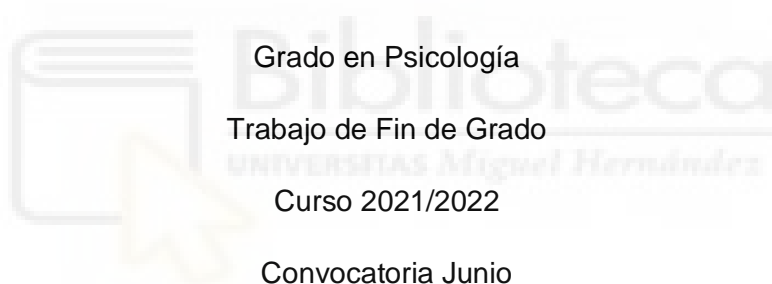 Biblioteca
Grado en Psicología
Trabajo de Fin de Grado
UNIVERSITAS Miguel Hernández
Curso 2021/2022
Convocatoria Junio